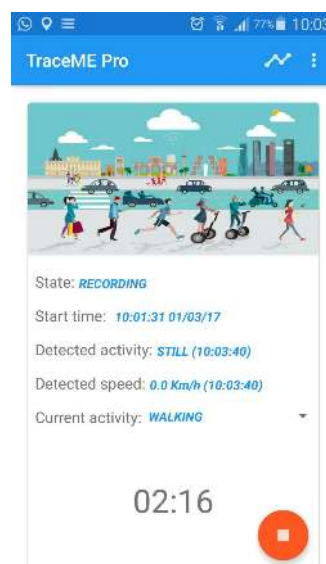 77% 10:03
TraceME Pro
State: RECORDING
Start time: 10:01:31 01/03/17
Detected activity: STILL (10:03:40)
Detected speed: 0.0 Km/h (10:03:40)
Current activity: WALKING
02:16